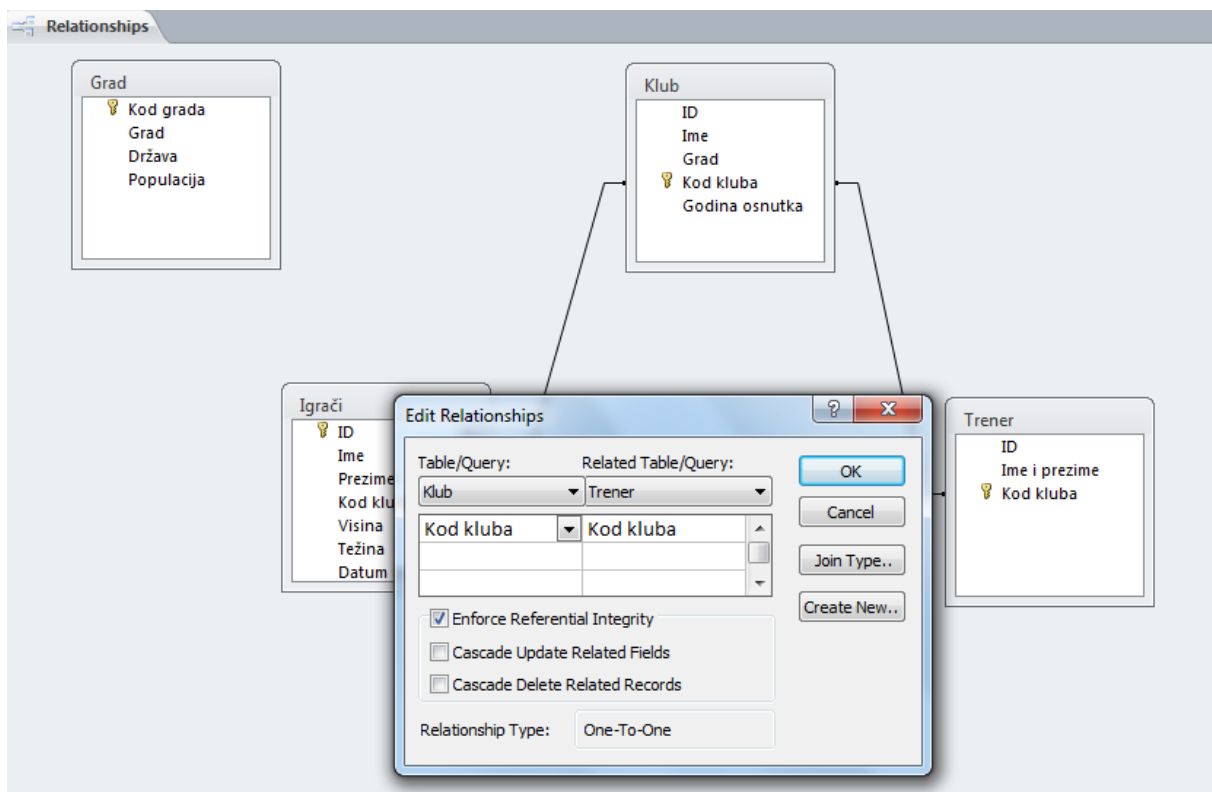 Relationships
Grad
Kod grada
Grad
Država
Populacija
Klub
ID
Ime
Grad
Kod kluba
Godina osnutka
Igrači
ID
Ime
Prezime
Kod klu
Visina
Težina
Datum
Edit Relationships
?
X
Table/Query:
Related Table/Query:
Klub
Trener
Kod kluba
Kod kluba
Enforce Referential Integrity
Cascade Update Related Fields
Cascade Delete Related Records
Relationship Type:
One-To-One
OK
Cancel
Join Type..
Create New..
Trener
ID
Ime i prezime
Kod kluba